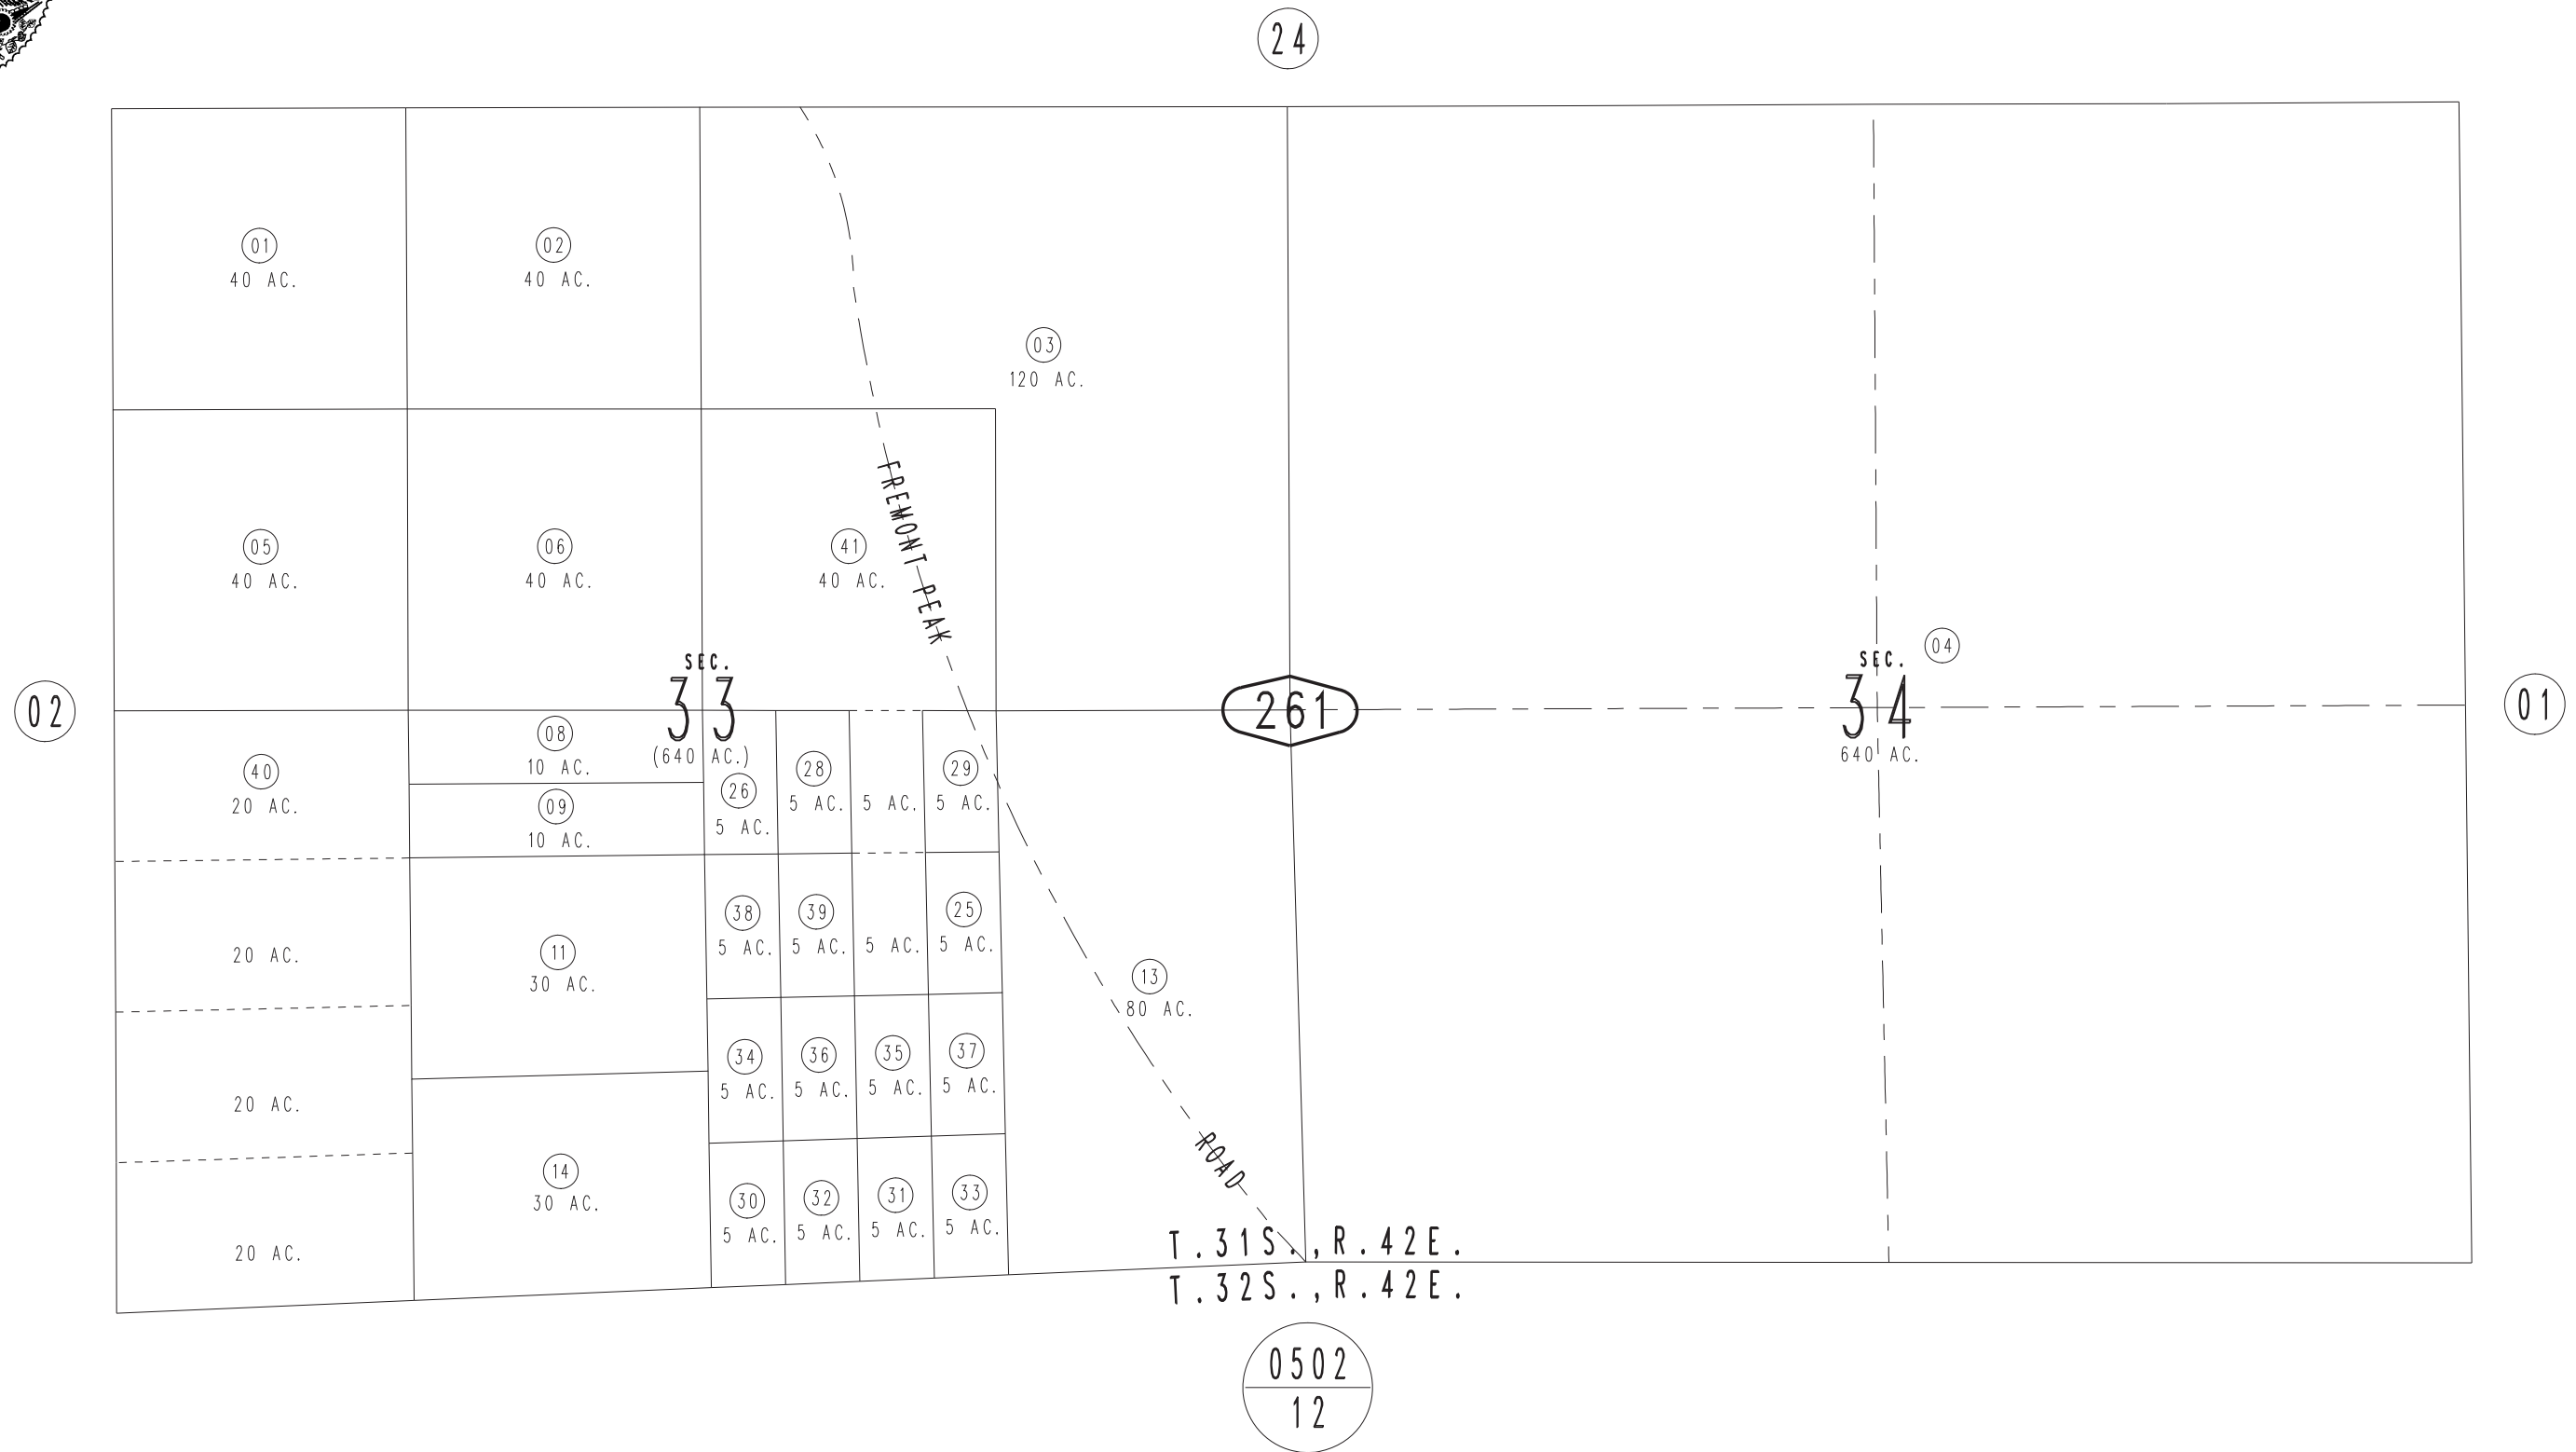 24
01
40 AC.
02
40 AC.
03
120 AC.
05
40 AC.
06
40 AC.
41
40 AC.
FREMONT PEAK
SEC.
33
(640 AC.)
02
261
SEC.
34
640 AC.
04
01
40
20 AC.
08
10 AC.
09
10 AC.
26
5 AC.
28
5 AC.
5 AC.
29
5 AC.
20 AC.
11
30 AC.
38
5 AC.
39
5 AC.
5 AC.
25
5 AC.
13
80 AC.
20 AC.
34
5 AC.
36
5 AC.
35
5 AC.
37
5 AC.
ROAD
20 AC.
14
30 AC.
30
5 AC.
32
5 AC.
31
5 AC.
33
5 AC.
T.31S.,R.42E.
T.32S.,R.42E.
0502
12